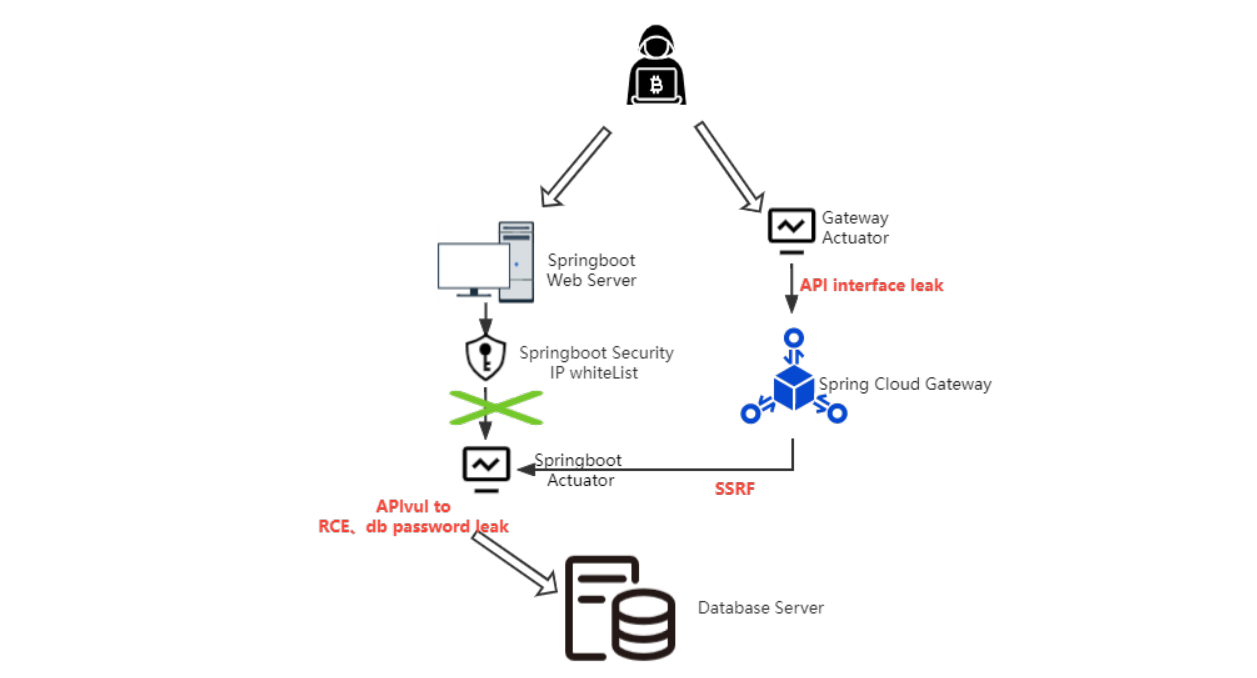 Gateway
Actuator
API interface leak
Springboot
Web Server
Springboot Security
IP whiteList
Spring Cloud Gateway
Springboot
Actuator
SSRF
APIvul to
RCE、db password leak
Database Server